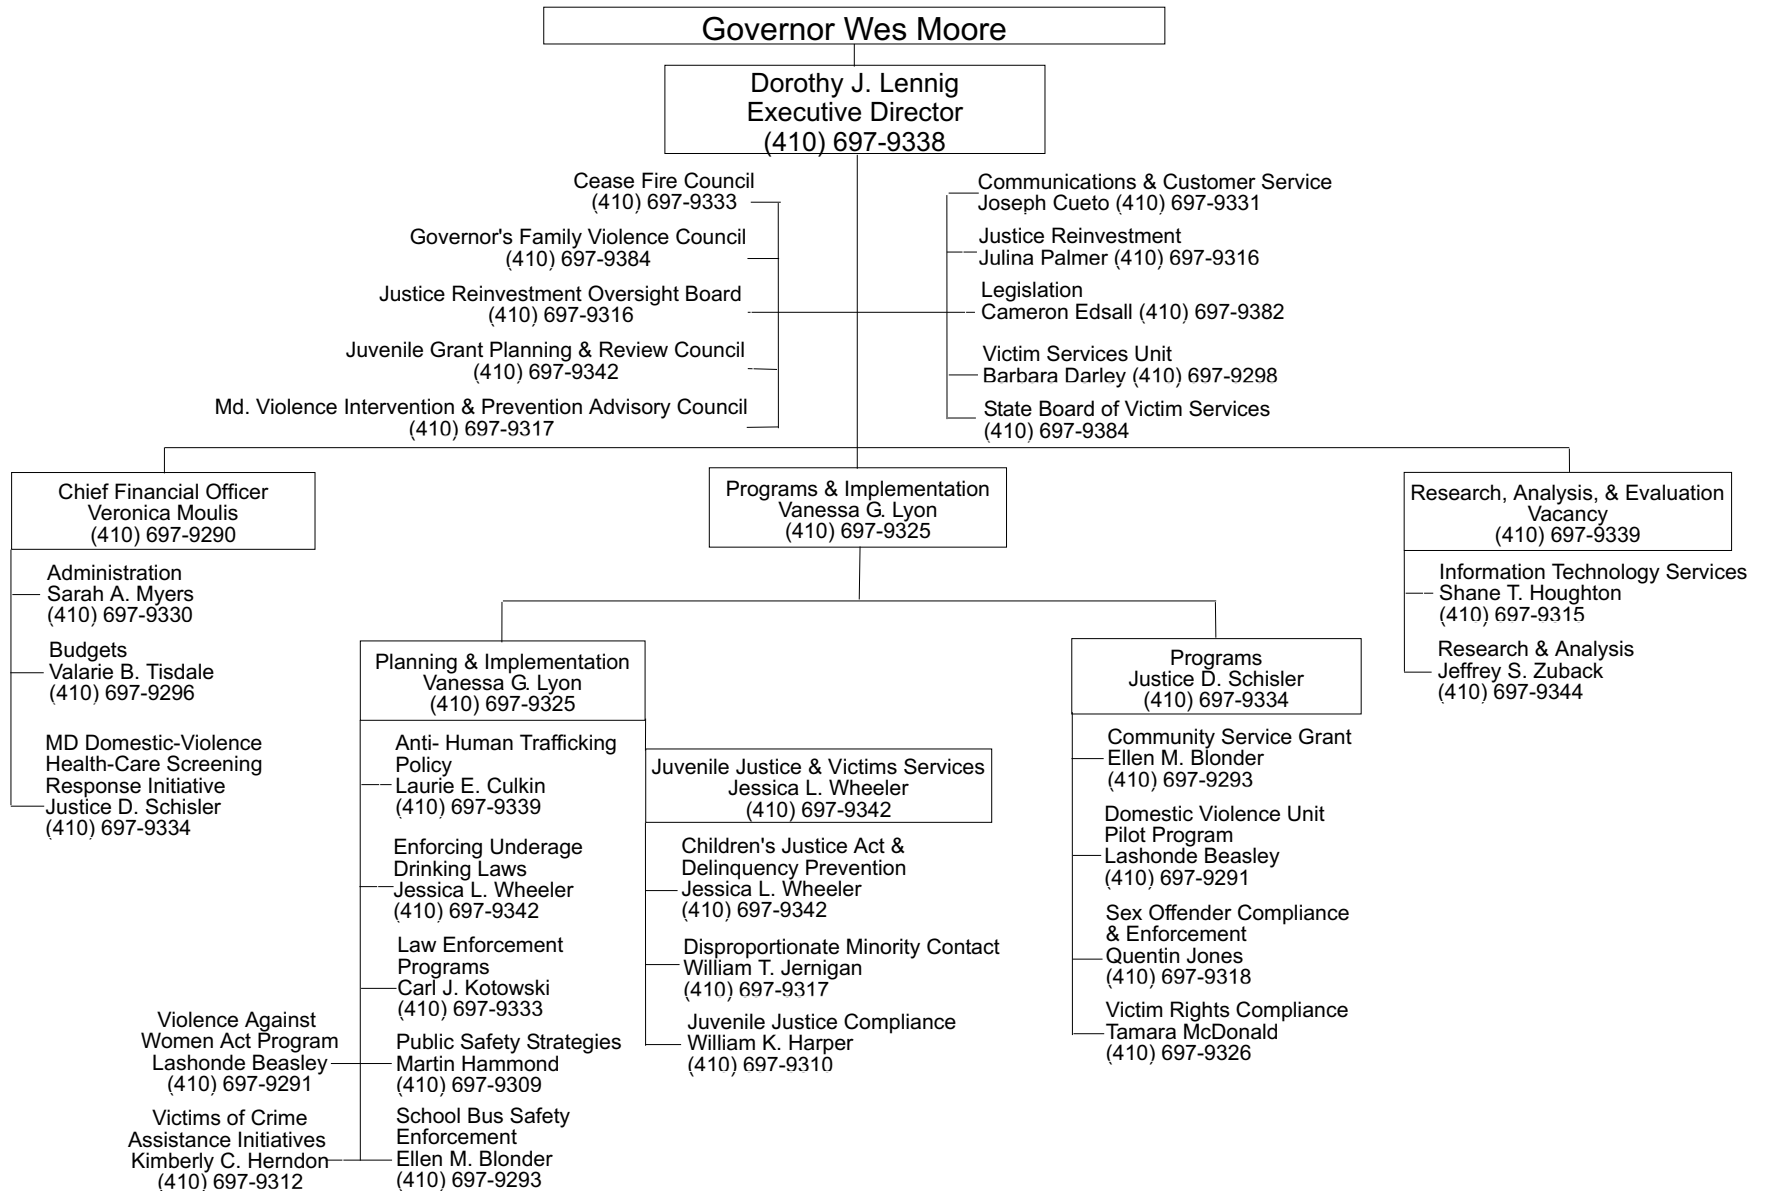 Governor Wes Moore
Dorothy J. Lennig
Executive Director
(410) 697-9338
Cease Fire Council
(410) 697-9333
Governor's Family Violence Council
(410) 697-9384
Justice Reinvestment Oversight Board
(410) 697-9316
Juvenile Grant Planning & Review Council
(410) 697-9342
Md. Violence Intervention & Prevention Advisory Council
(410) 697-9317
Communications & Customer Service
Joseph Cueto (410) 697-9331
Justice Reinvestment
Julina Palmer (410) 697-9316
Legislation
Cameron Edsall (410) 697-9382
Victim Services Unit
Barbara Darley (410) 697-9298
State Board of Victim Services
(410) 697-9384
Chief Financial Officer
Veronica Moulis
(410) 697-9290
Administration
Sarah A. Myers
(410) 697-9330
Budgets
Valarie B. Tisdale
(410) 697-9296
MD Domestic-Violence
Health-Care Screening
Response Initiative
Justice D. Schisler
(410) 697-9334
Programs & Implementation
Vanessa G. Lyon
(410) 697-9325
Planning & Implementation
Vanessa G. Lyon
(410) 697-9325
Anti- Human Trafficking
Policy
Laurie E. Culkin
(410) 697-9339
Enforcing Underage
Drinking Laws
Jessica L. Wheeler
(410) 697-9342
Law Enforcement
Programs
Carl J. Kotowski
(410) 697-9333
Public Safety Strategies
Martin Hammond
(410) 697-9309
School Bus Safety
Enforcement
Ellen M. Blonder
(410) 697-9293
Violence Against
Women Act Program
Lashonde Beasley
(410) 697-9291
Victims of Crime
Assistance Initiatives
Kimberly C. Herndon
(410) 697-9312
Juvenile Justice & Victims Services
Jessica L. Wheeler
(410) 697-9342
Children's Justice Act &
Delinquency Prevention
Jessica L. Wheeler
(410) 697-9342
Disproportionate Minority Contact
William T. Jernigan
(410) 697-9317
Juvenile Justice Compliance
William K. Harper
(410) 697-9310
Programs
Justice D. Schisler
(410) 697-9334
Community Service Grant
Ellen M. Blonder
(410) 697-9293
Domestic Violence Unit
Pilot Program
Lashonde Beasley
(410) 697-9291
Sex Offender Compliance
& Enforcement
Quentin Jones
(410) 697-9318
Victim Rights Compliance
Tamara McDonald
(410) 697-9326
Research, Analysis, & Evaluation
Vacancy
(410) 697-9339
Information Technology Services
Shane T. Houghton
(410) 697-9315
Research & Analysis
Jeffrey S. Zuback
(410) 697-9344